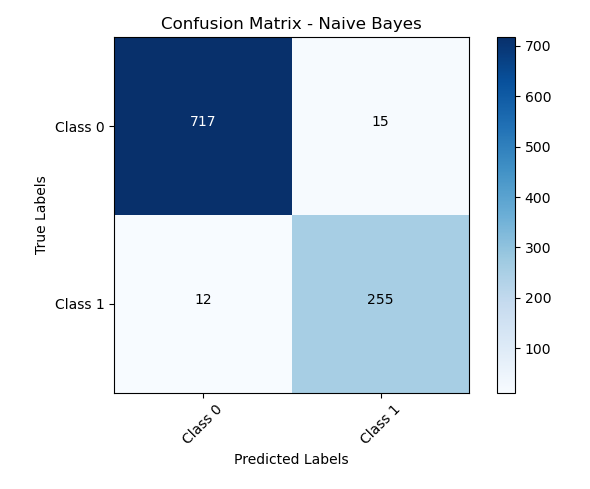 Confusion Matrix - Naive Bayes
True Labels
Class 0
717
15
Class 1
12
255
Class 0
Class 1
Predicted Labels
700
600
500
400
300
200
100